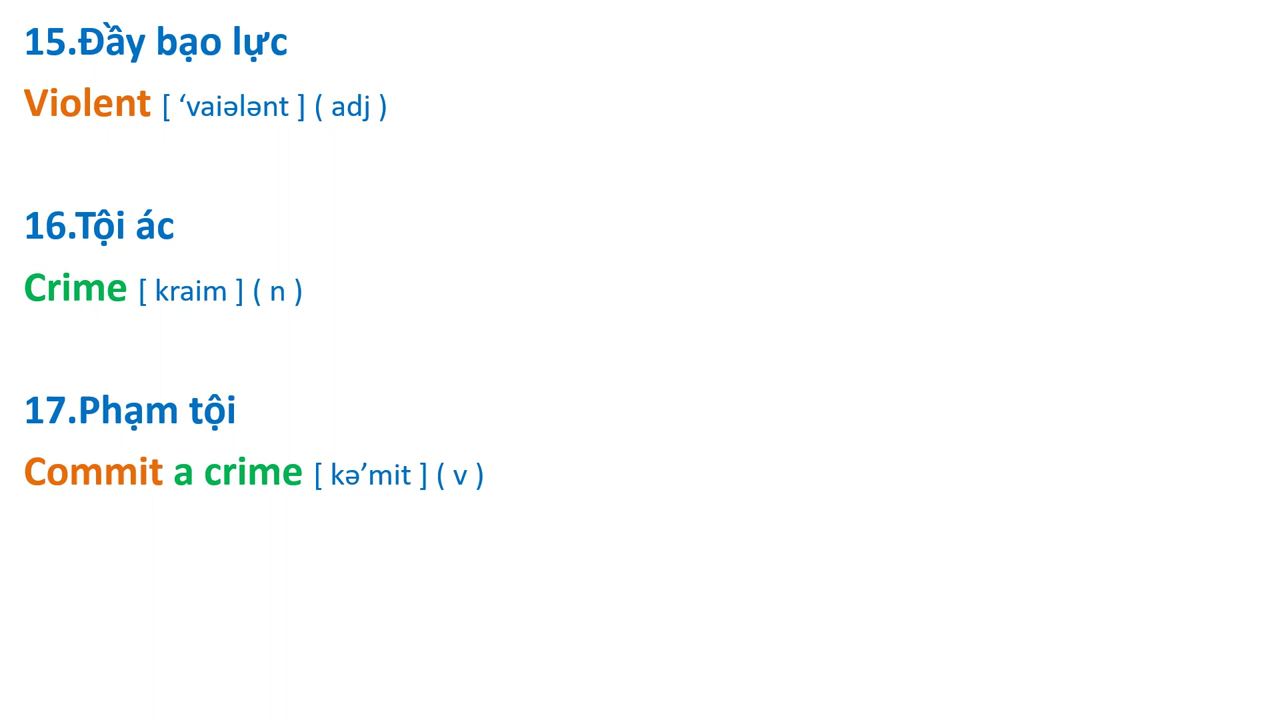 15.Đầy bạo lực
Violent [ ‘vaiələnt ] ( adj )
16.Tội ác
Crime [ kraim ] ( n )
17.Phạm tội
Commit a crime [ kə’mit ] ( v )